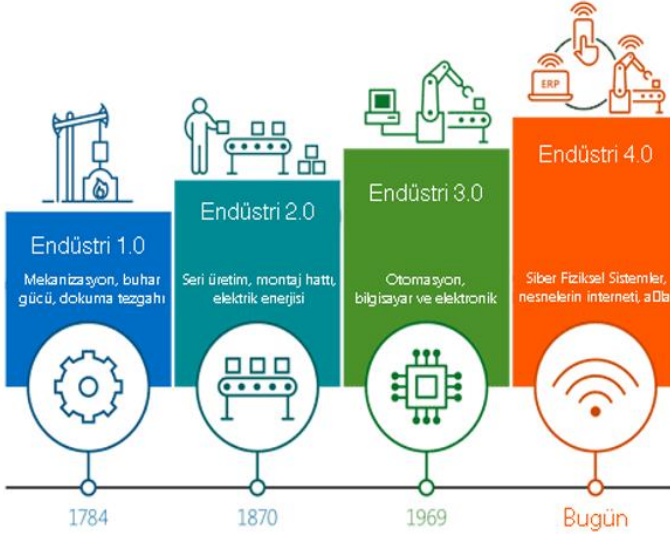 ERP
Endüstri 1.0
Mekanizasyon, buhar
gücü, dokuma tezgahı
Endüstri 2.0
Seri üretim, montaj hattı,
elektrik enerjisi
Endüstri 3.0
Otomasyon,
bilgisayar ve elektronik
Endüstri 4.0
Siber Fiziksel Sistemler,
nesnelerin interneti,
1784
1870
1969
Bugün